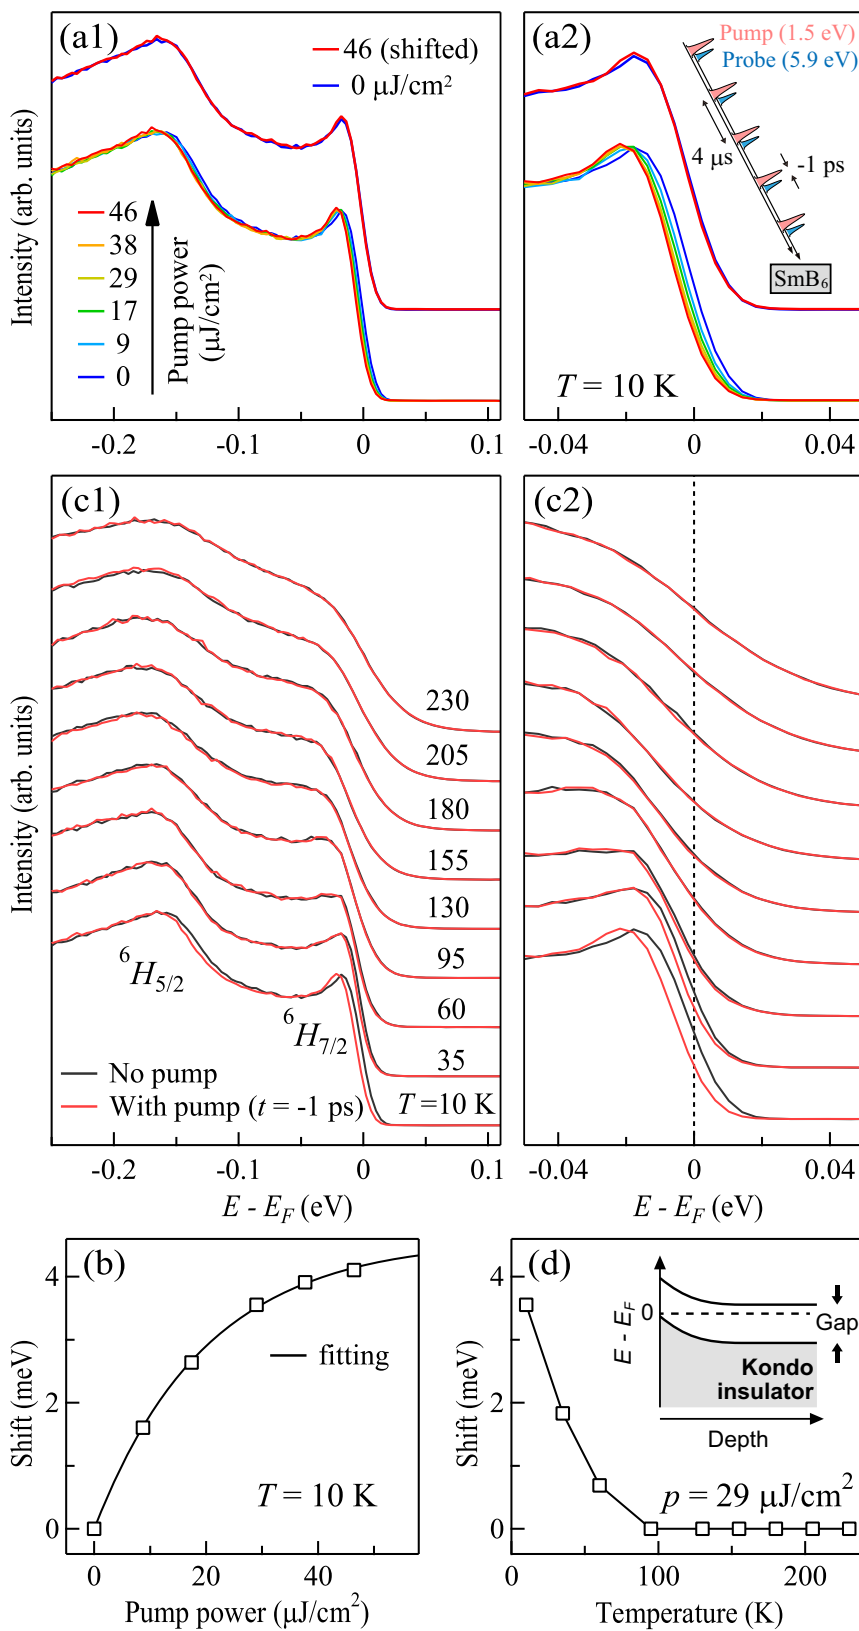 (a1)
46 (shifted)
0 μJ/cm²
46
38
29
17
9
0
Pump power
(μJ/cm²)
Intensity (arb. units)
-0.2
-0.1
0
0.1
(a2)
Pump (1.5 eV)
Probe (5.9 eV)
4 μs
-1 ps
SmB₆
T = 10 K
-0.04
0
0.04
(c1)
230
205
180
155
130
95
60
35
T =10 K
⁶H₅/₂
⁶H₇/₂
No pump
With pump (t = -1 ps)
Intensity (arb. units)
-0.2
-0.1
0
0.1
E - E_F (eV)
(c2)
-0.04
0
0.04
E - E_F (eV)
(b)
4
2
0
Shift (meV)
fitting
T = 10 K
0
20
40
Pump power (μJ/cm²)
(d)
4
2
0
Shift (meV)
E - E_F
0
Gap
Kondo
insulator
Depth
p = 29 μJ/cm²
0
100
200
Temperature (K)